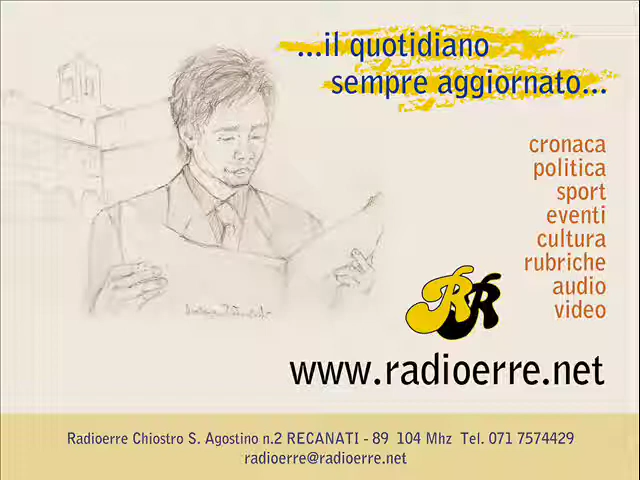 ...il quotidiano
sempre aggiornato...
cronaca
politica
sport
eventi
cultura
rubriche
audio
video
RR
www.radioerre.net
Radioerre Chiostro S. Agostino n.2 RECANATI - 89 104 Mhz Tel. 071 7574429
radioerre@radioerre.net